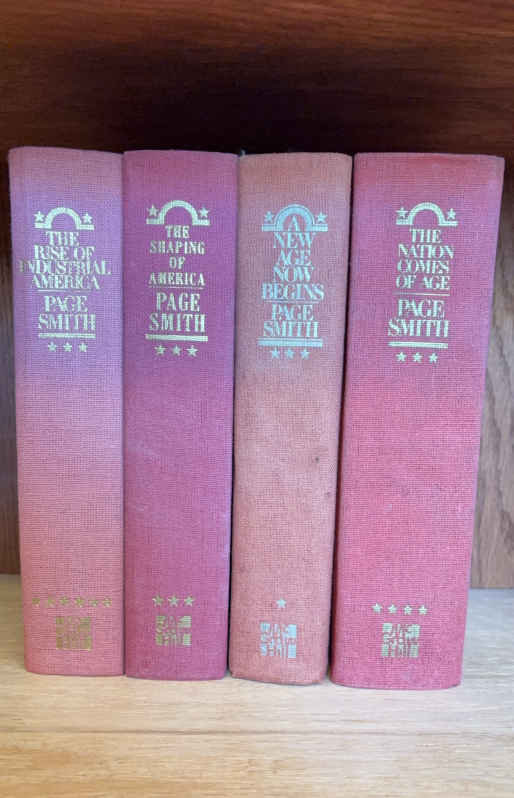 THE
RISE OF
INDUSTRIAL
AMERICA
PAGE
SMITH
THE
SHAPING
OF
AMERICA
PAGE
SMITH
A
NEW
AGE
NOW
BEGINS
PAGE
SMITH
THE
NATION
COMES
OF AGE
PAGE
SMITH